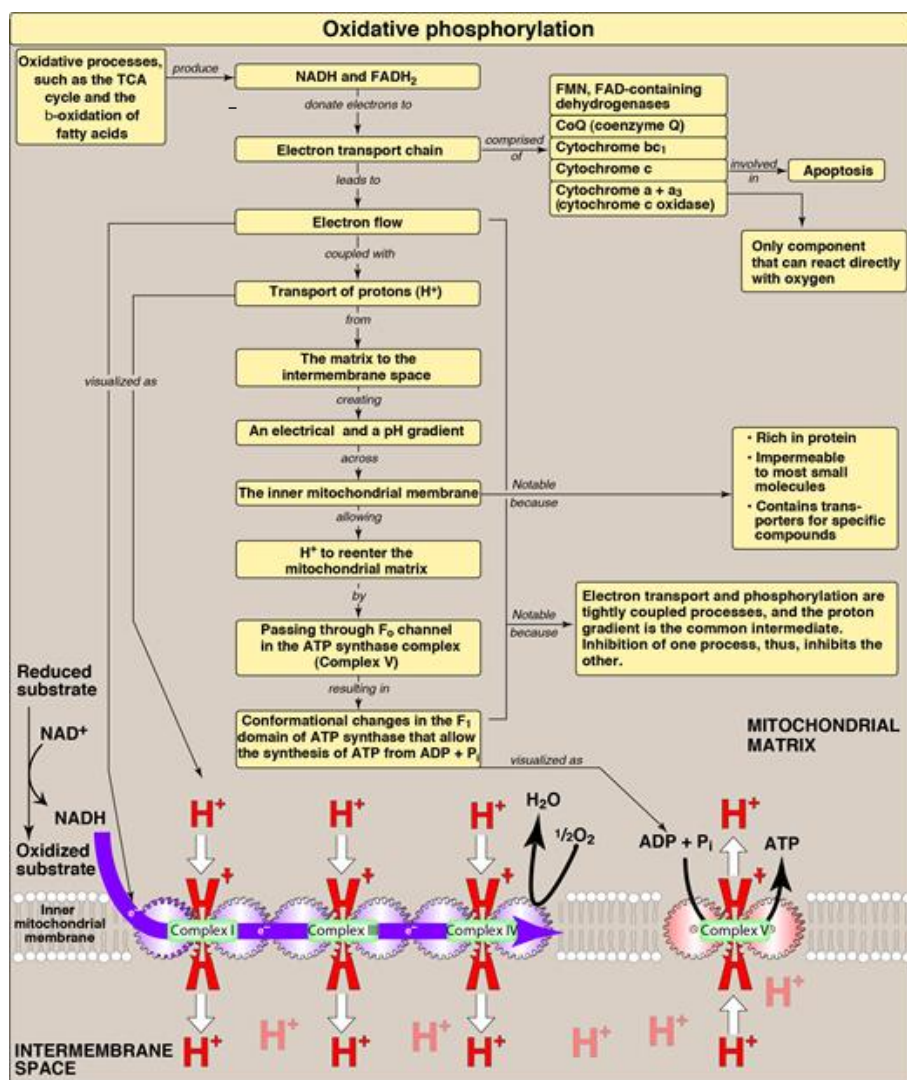 Oxidative phosphorylation
Oxidative processes,
such as the TCA
cycle and the
b-oxidation of
fatty acids
produce
NADH and FADH₂
donate electrons to
Electron transport chain
comprised
of
FMN, FAD-containing
dehydrogenases
CoQ (coenzyme Q)
Cytochrome bc₁
Cytochrome c
Cytochrome a + a₃
(cytochrome c oxidase)
involved
in
Apoptosis
Only component
that can react directly
with oxygen
leads to
Electron flow
coupled with
Transport of protons (H⁺)
from
The matrix to the
intermembrane space
creating
An electrical and a pH gradient
across
The inner mitochondrial membrane
visualized as
Notable
because
• Rich in protein
• Impermeable
to most small
molecules
• Contains trans-
porters for specific
compounds
allowing
H⁺ to reenter the
mitochondrial matrix
by
Passing through Fₒ channel
in the ATP synthase complex
(Complex V)
Notable
because
Electron transport and phosphorylation are
tightly coupled processes, and the proton
gradient is the common intermediate.
Inhibition of one process, thus, inhibits the
other.
resulting in
Conformational changes in the F₁
domain of ATP synthase that allow
the synthesis of ATP from ADP + Pᵢ
visualized as
MITOCHONDRIAL
MATRIX
Reduced
substrate
NAD⁺
NADH
Oxidized
substrate
H⁺
H⁺
H⁺
H₂O
½O₂
H⁺
ADP + Pᵢ
ATP
Inner
mitochondrial
membrane
e⁻
Complex I
e⁻
Complex III
e⁻
Complex IV
Complex V
H⁺
H⁺
H⁺
H⁺
H⁺
H⁺
H⁺
H⁺
H⁺
INTERMEMBRANE
SPACE